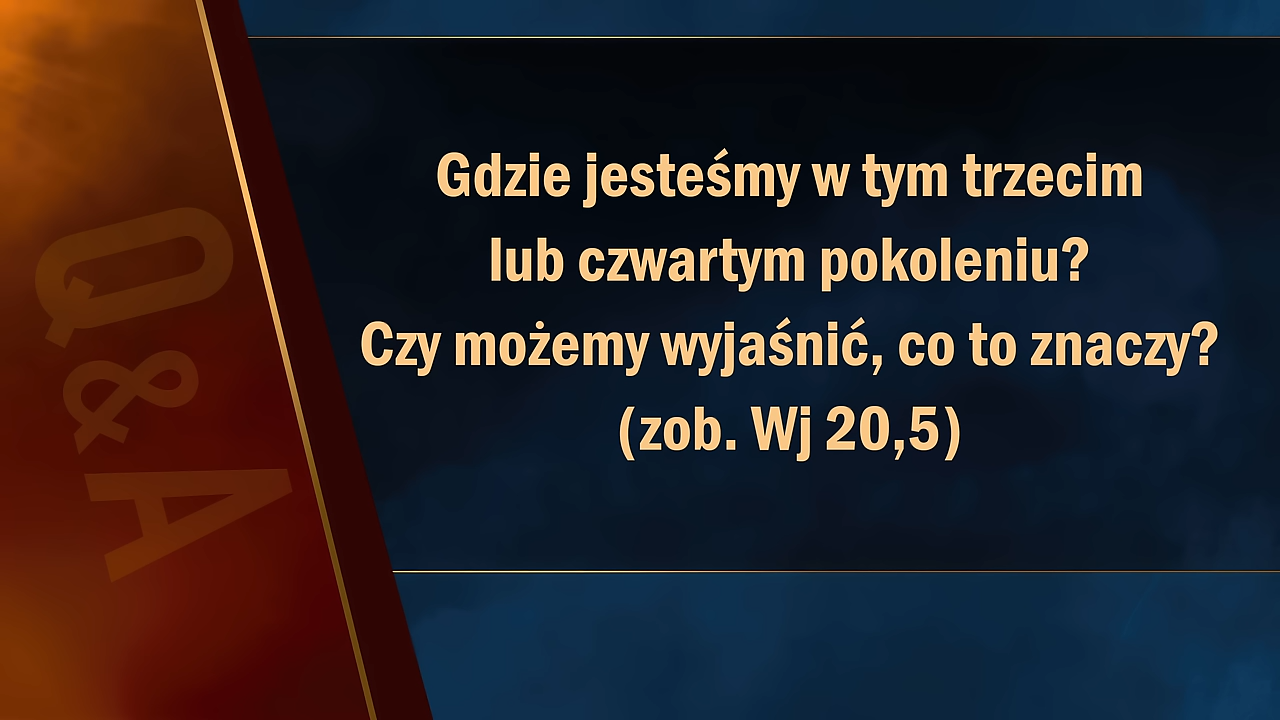 Q & A
Gdzie jesteśmy w tym trzecim
lub czwartym pokoleniu?
Czy możemy wyjaśnić, co to znaczy?
(zob. Wj 20,5)